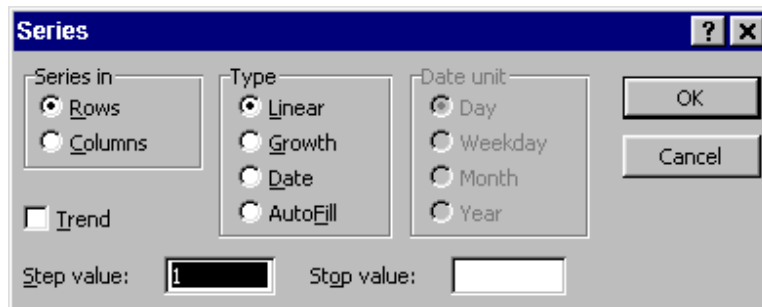 Series
Series in
Rows
Columns
Trend
Type
Linear
Growth
Date
AutoFill
Date unit
Day
Weekday
Month
Year
OK
Cancel
Step value: 1
Stop value: